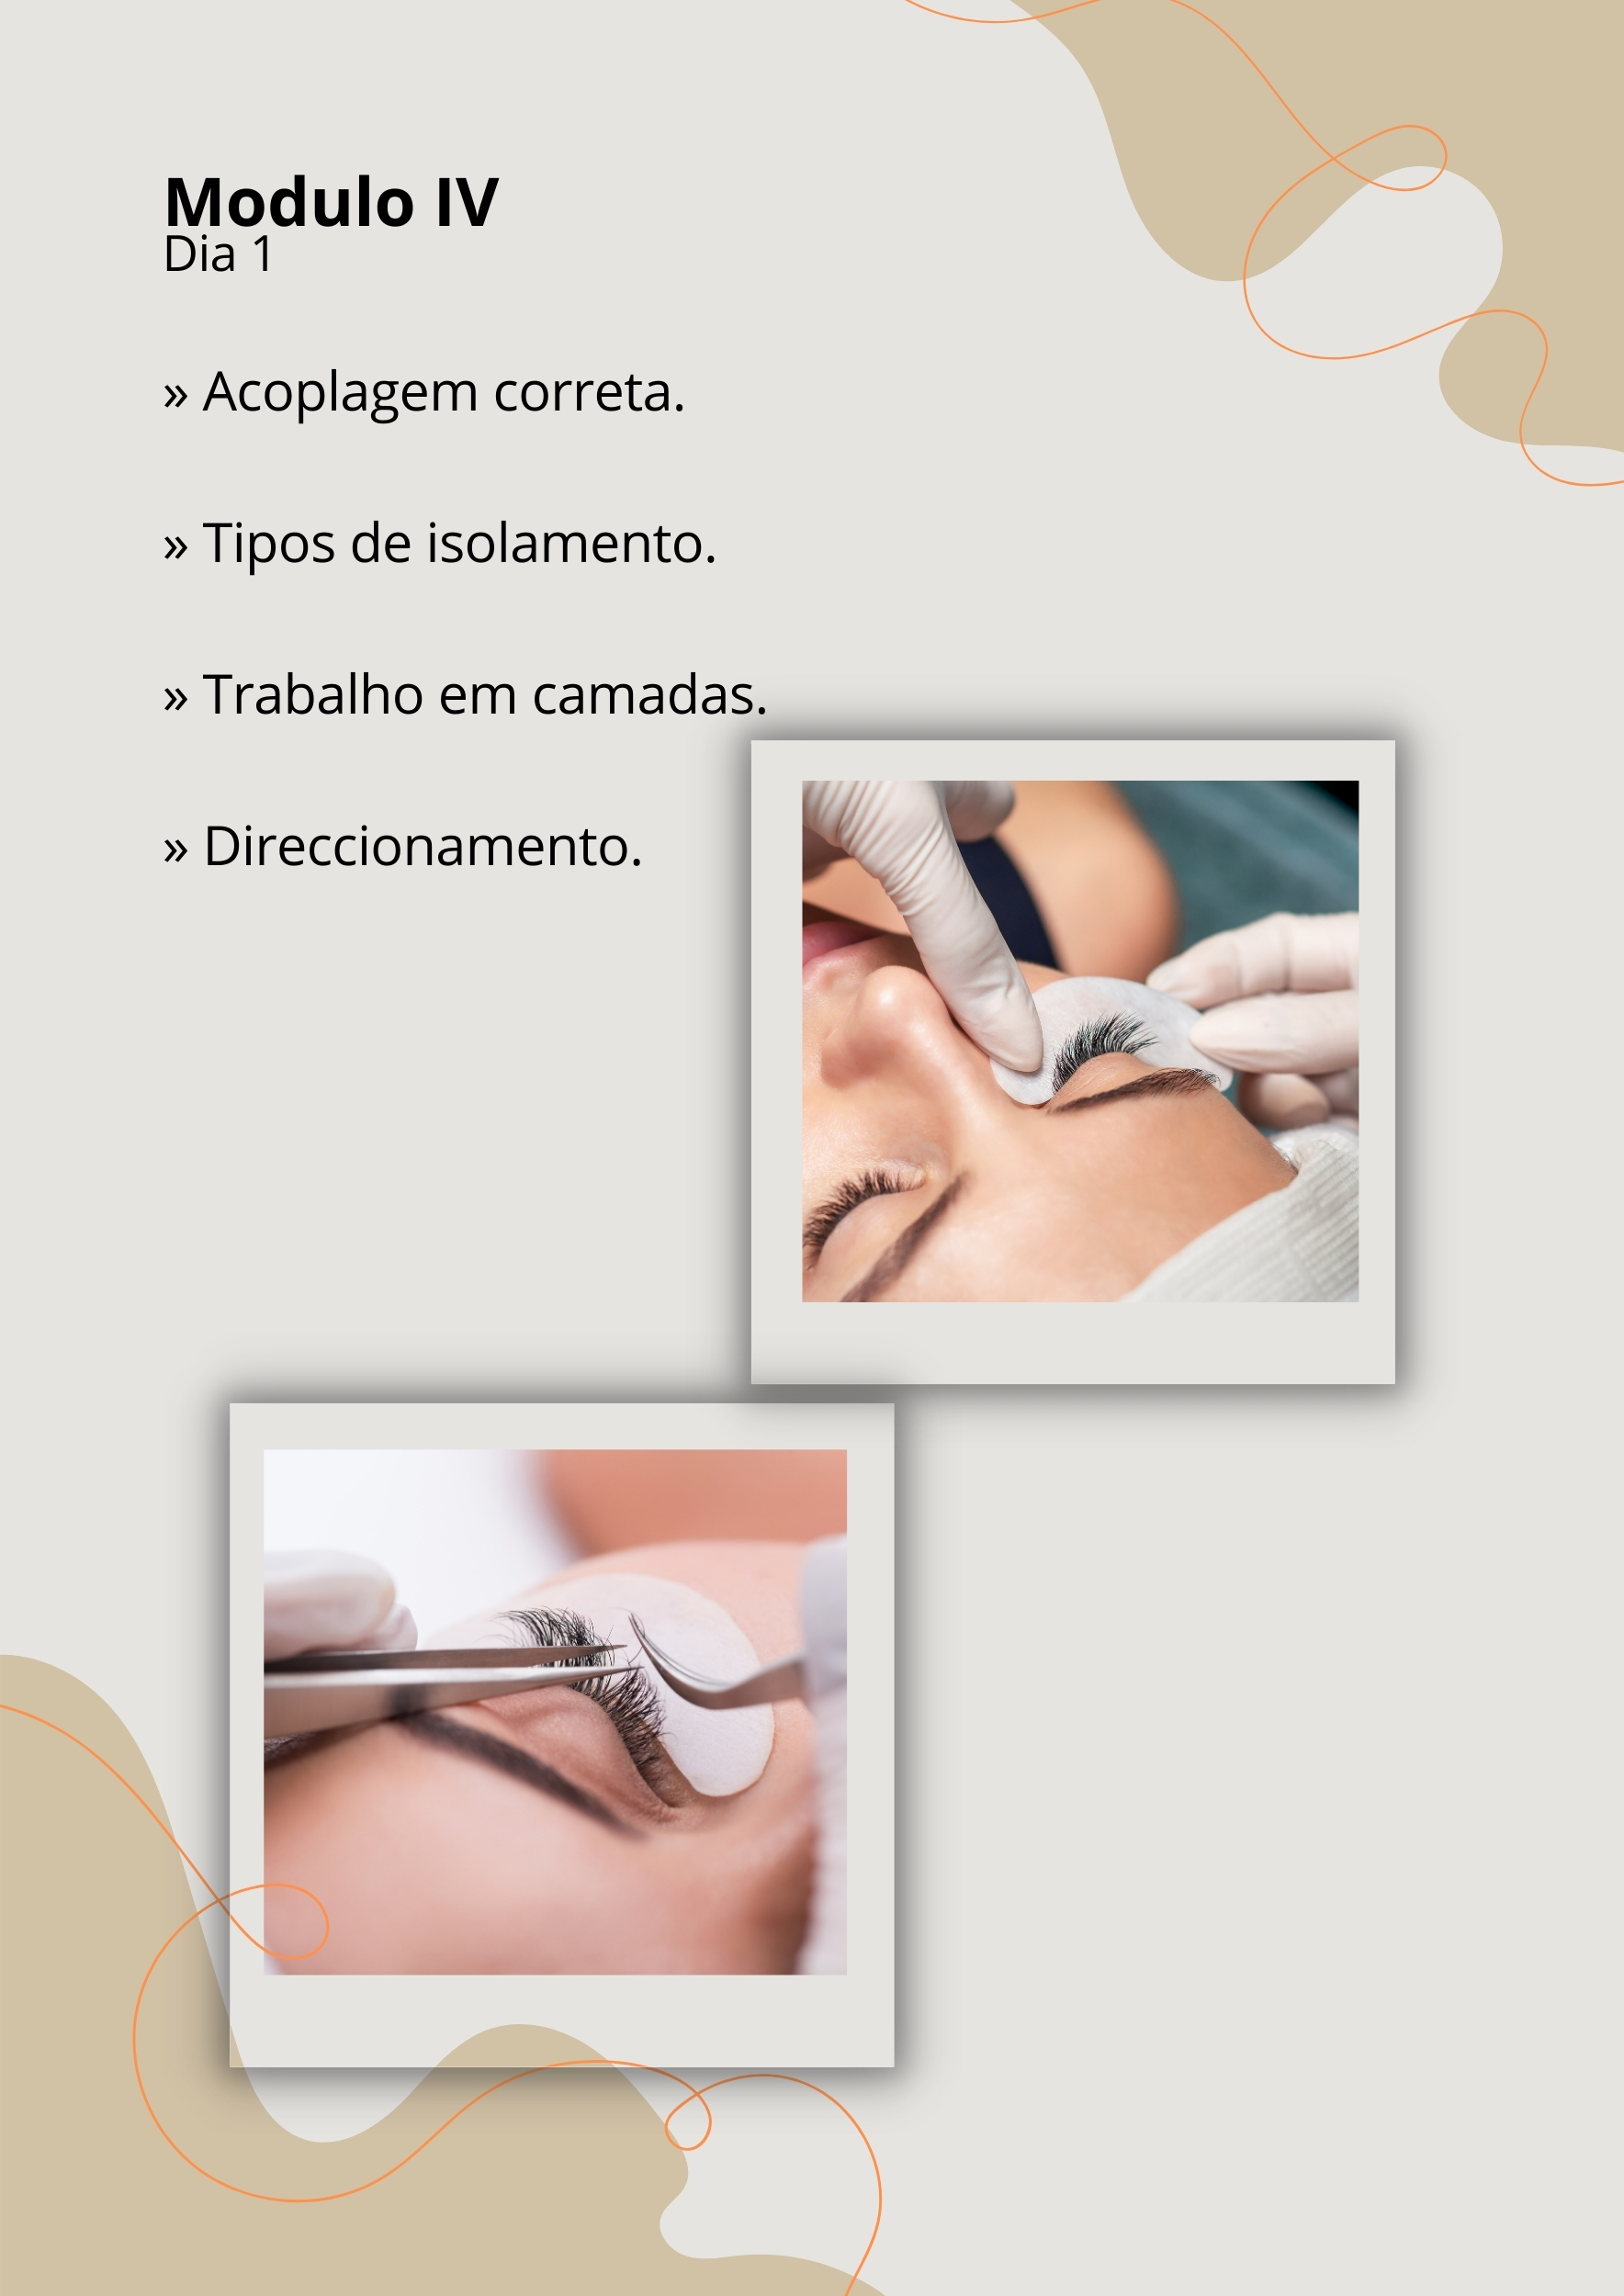 Modulo IV
Dia 1
» Acoplagem correta.
» Tipos de isolamento.
» Trabalho em camadas.
» Direccionamento.